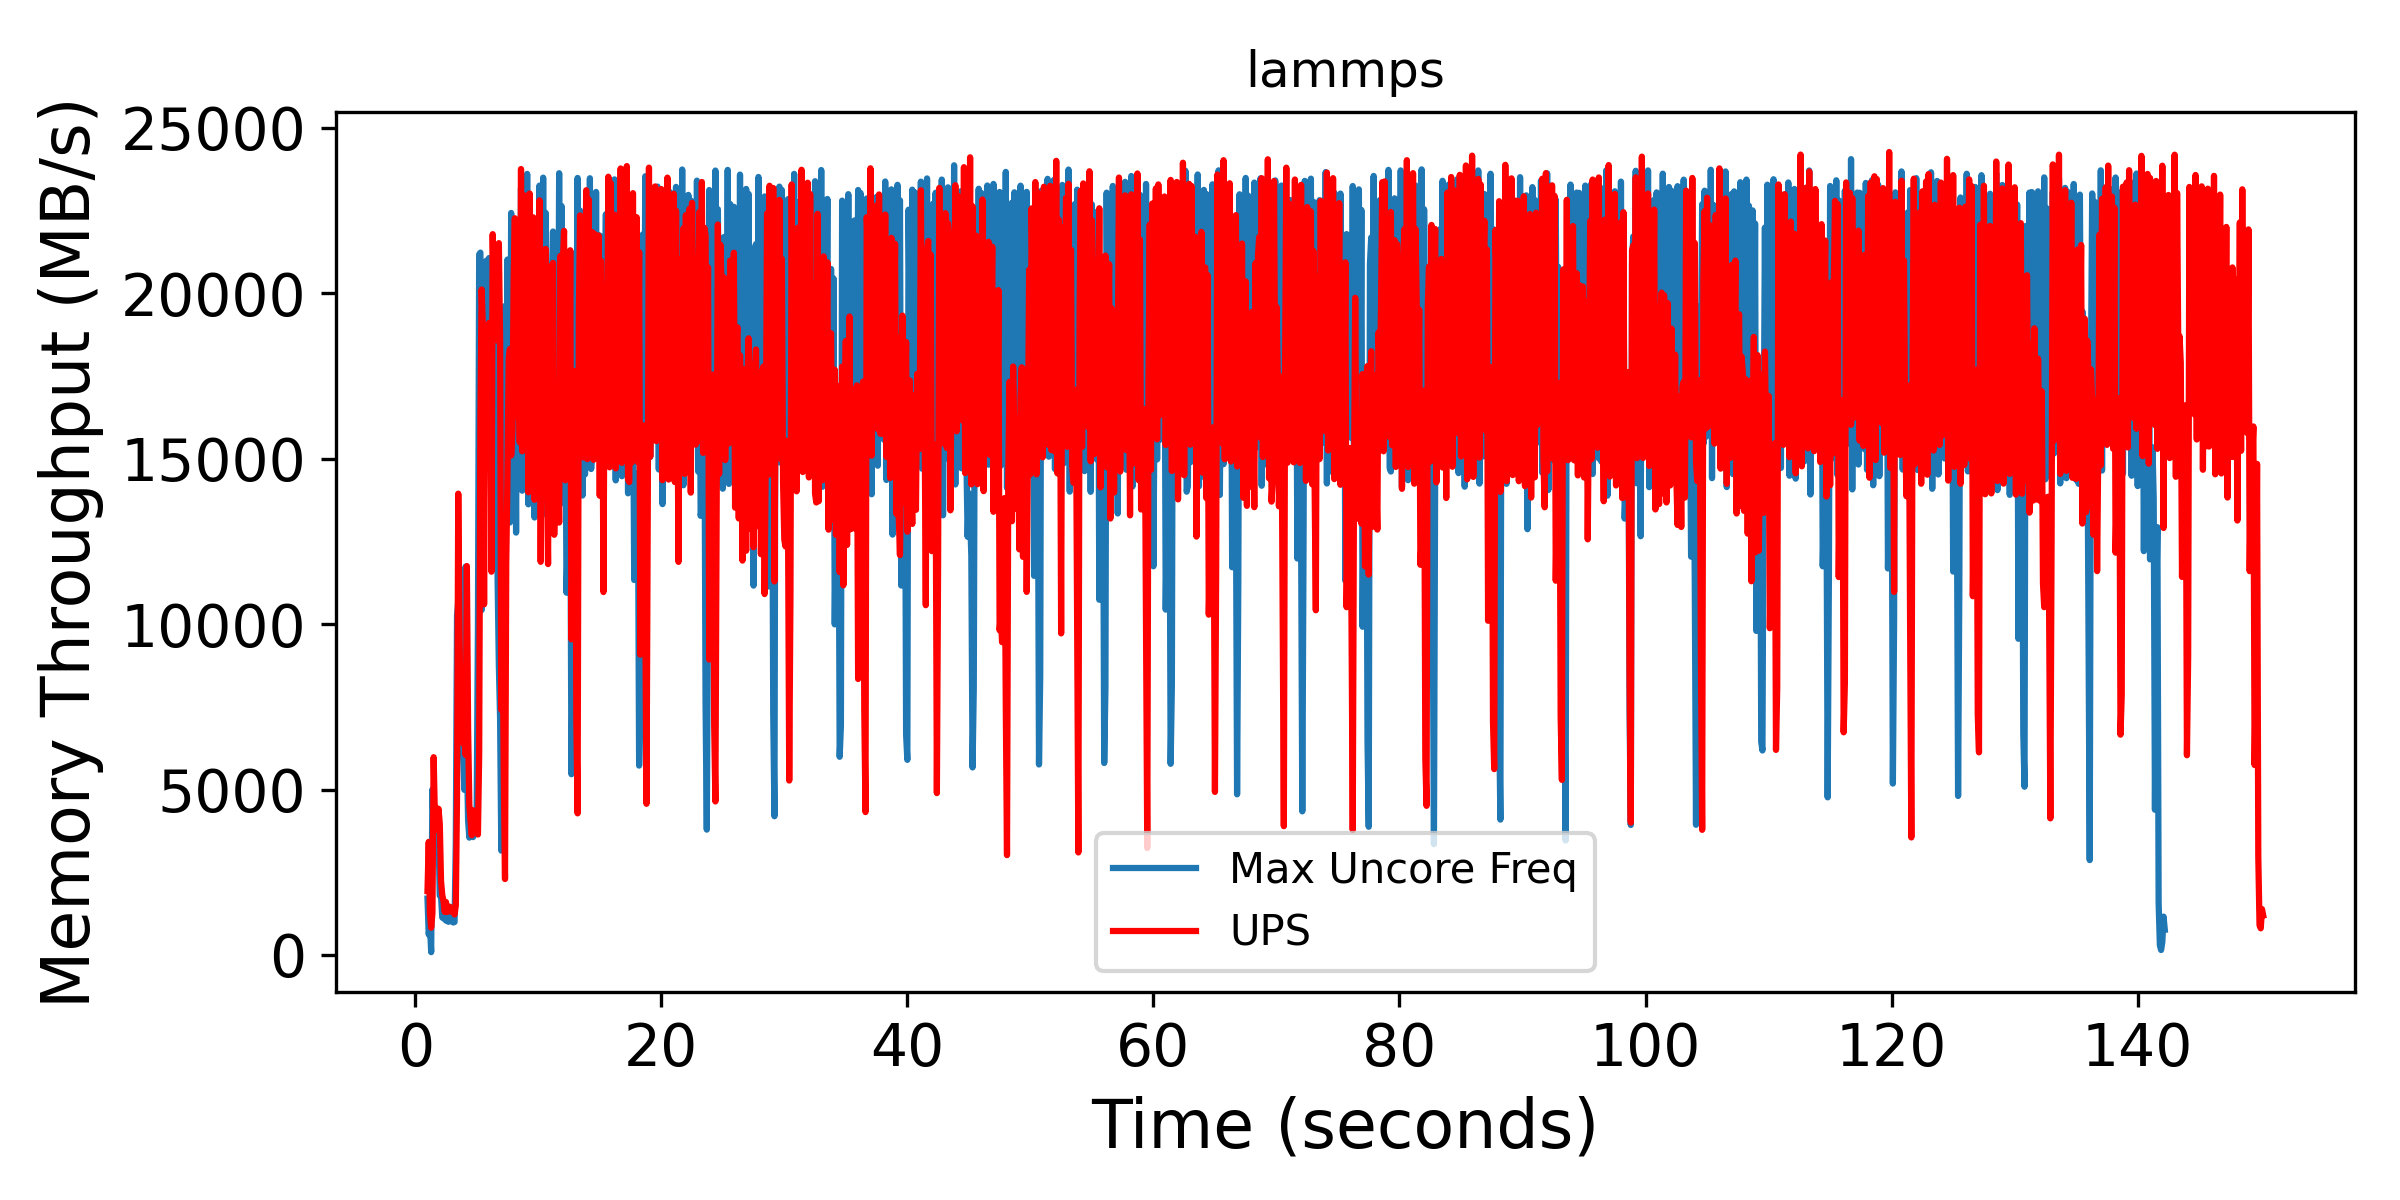 lammps
Memory Throughput (MB/s)
25000
20000
15000
10000
5000
0
Max Uncore Freq
UPS
0 20 40 60 80 100 120 140
Time (seconds)